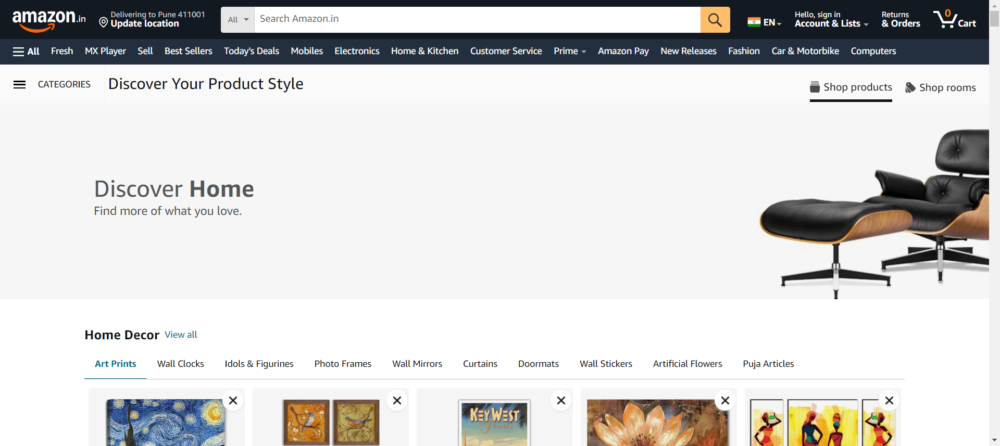 amazon.in
Delivering to Pune 411001
Update location
All
Search Amazon.in
EN
Hello, sign in
Account & Lists
Returns
& Orders
0
Cart
All Fresh MX Player Sell Best Sellers Today's Deals Mobiles Electronics Home & Kitchen Customer Service Prime Amazon Pay New Releases Fashion Car & Motorbike Computers
CATEGORIES
Discover Your Product Style
Shop products
Shop rooms
Discover Home
Find more of what you love.
Home Decor View all
Art Prints Wall Clocks Idols & Figurines Photo Frames Wall Mirrors Curtains Doormats Wall Stickers Artificial Flowers Puja Articles
KEY WEST
Florida